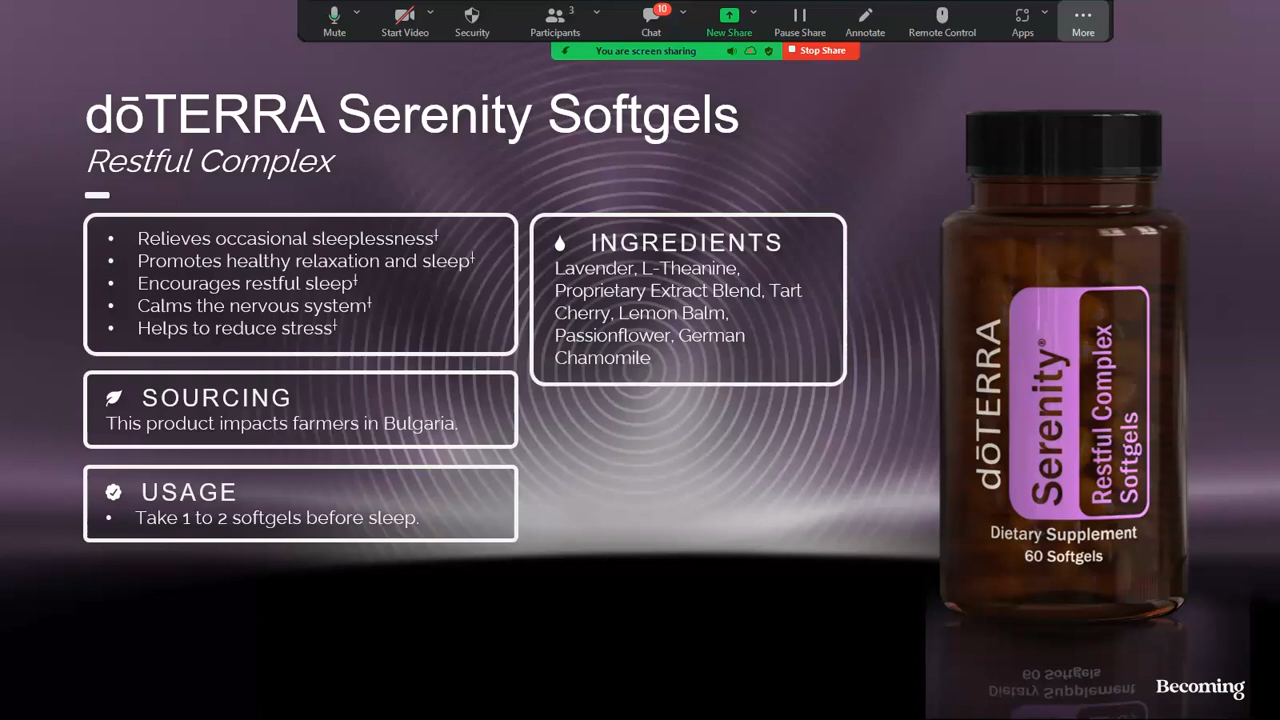 3
10
Mute
Start Video
Security
Participants
Chat
New Share
Pause Share
Annotate
Remote Control
Apps
More
You are screen sharing
Stop Share
dōTERRA Serenity Softgels
Restful Complex
• Relieves occasional sleeplessness†
• Promotes healthy relaxation and sleep†
• Encourages restful sleep†
• Calms the nervous system†
• Helps to reduce stress†
SOURCING
This product impacts farmers in Bulgaria.
USAGE
• Take 1 to 2 softgels before sleep.
INGREDIENTS
Lavender, L-Theanine,
Proprietary Extract Blend, Tart
Cherry, Lemon Balm,
Passionflower, German
Chamomile
dōTERRA
Serenity®
Restful Complex
Softgels
Dietary Supplement
60 Softgels
60 Softgels
Dietary Supplement
Becoming